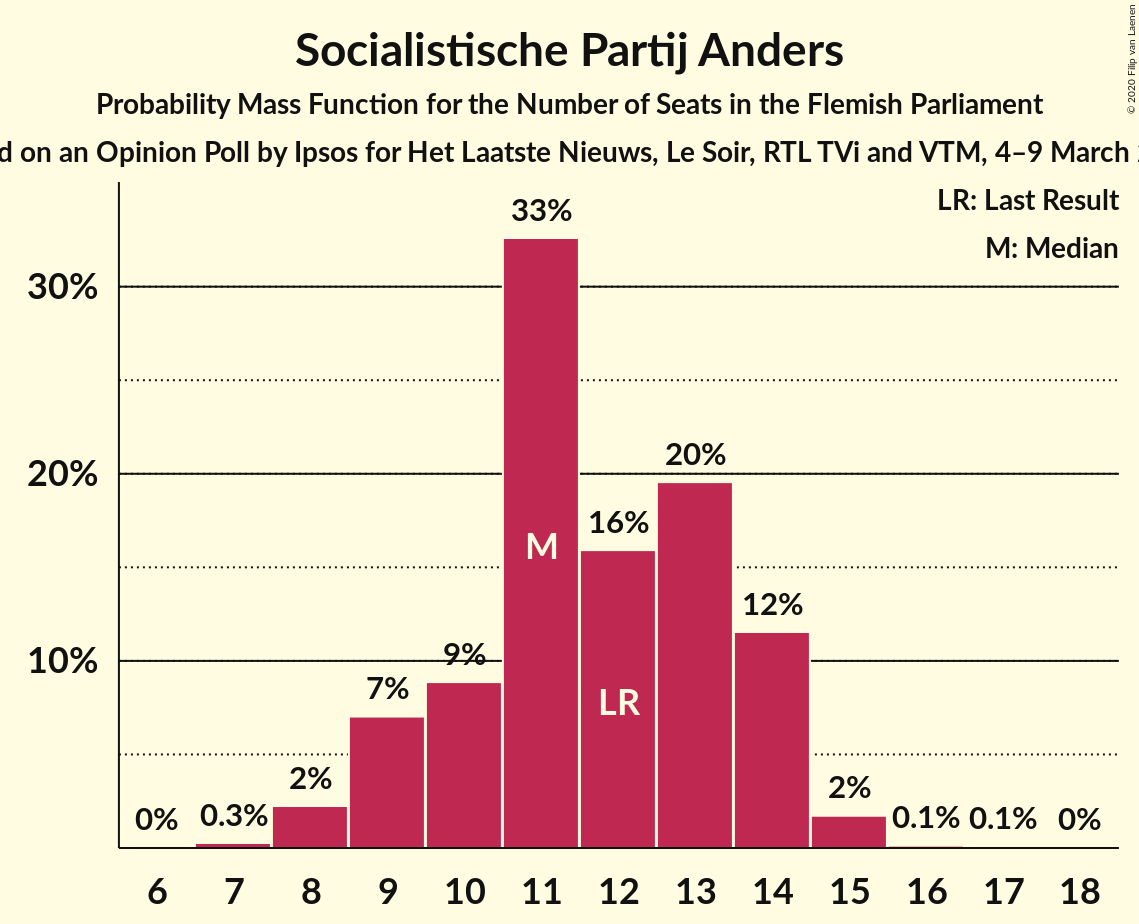 Socialistische Partij Anders
Probability Mass Function for the Number of Seats in the Flemish Parliament
on an Opinion Poll by Ipsos for Het Laatste Nieuws, Le Soir, RTL TVi and VTM, 4–9 March
© 2020 Filip van Laenen
LR: Last Result
M: Median
30%
20%
10%
0%
0.3%
2%
7%
9%
33%
16%
20%
12%
2%
0.1%
0.1%
0%
M
LR
6 7 8 9 10 11 12 13 14 15 16 17 18